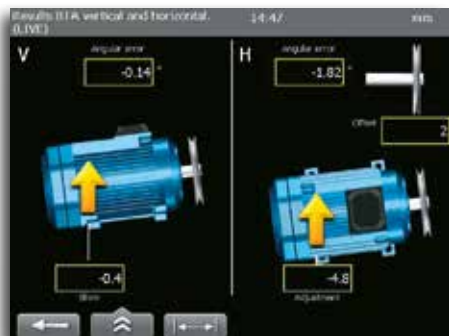 Results BTA vertical and horizontal. 14:47 mm
(LIVE)
V
Angular error
-0.14 °
H
Angular error
-1.82 °
Offset
2
-0.4
Shim
-4.8
Adjustment